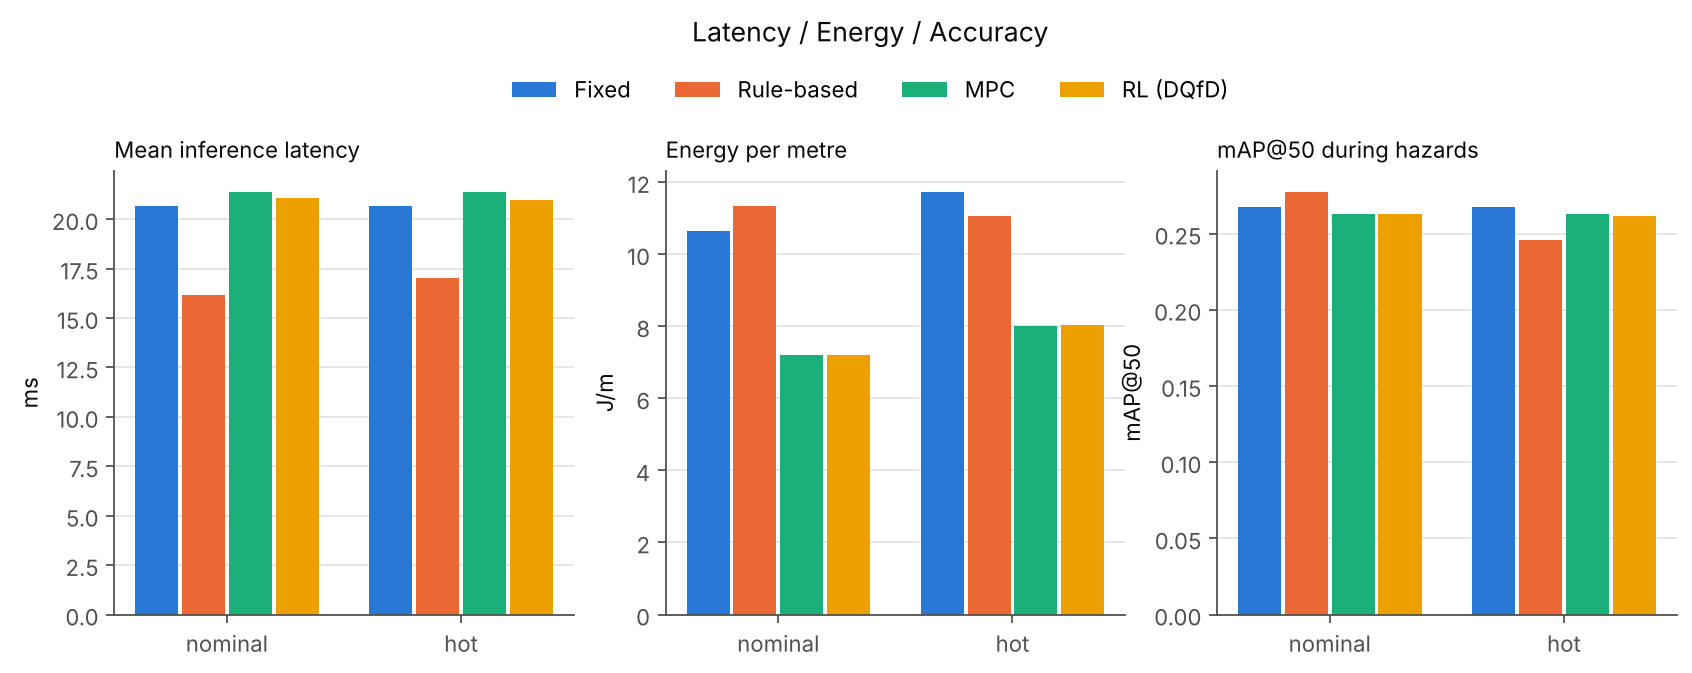 Latency / Energy / Accuracy
Fixed Rule-based MPC RL (DQfD)
Mean inference latency
ms
20.0
17.5
15.0
12.5
10.0
7.5
5.0
2.5
0.0
nominal hot
Energy per metre
J/m
12
10
8
6
4
2
0
nominal hot
mAP@50 during hazards
mAP@50
0.25
0.20
0.15
0.10
0.05
0.00
nominal hot